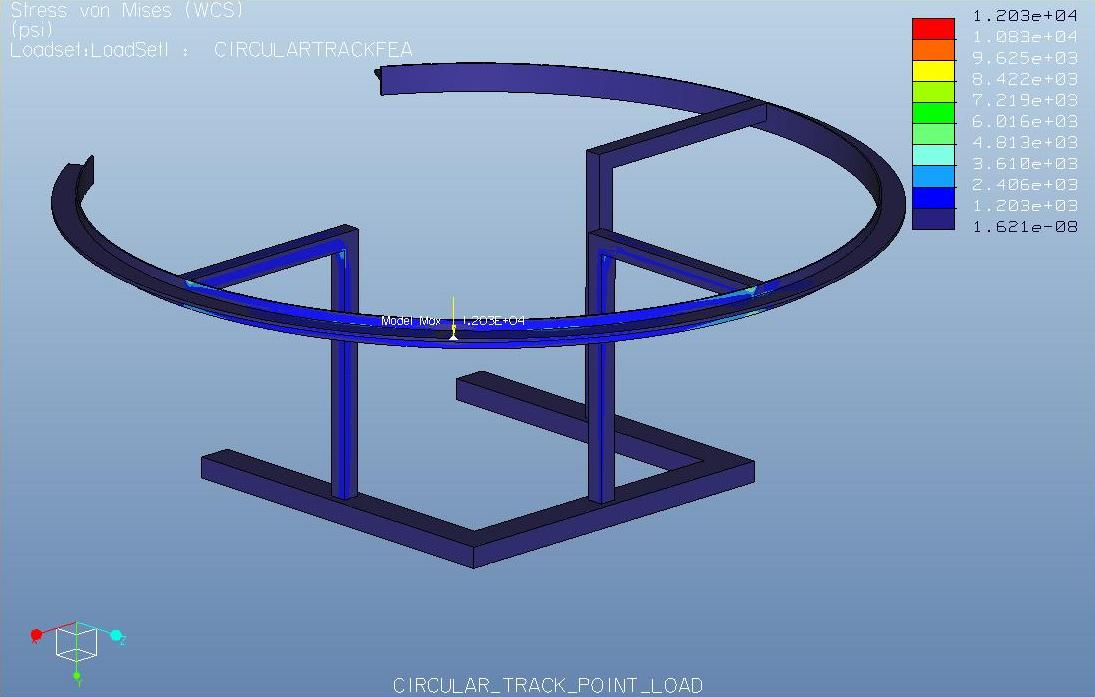 Stress von Mises (WCS)
(psi)
Loadset:LoadSet1 :  CIRCULARTRACKFEA
1.203e+04
1.083e+04
9.625e+03
8.422e+03
7.219e+03
6.016e+03
4.813e+03
3.610e+03
2.406e+03
1.203e+03
1.621e-08
Model Max 1.203E+04
X
Z
Y
CIRCULAR_TRACK_POINT_LOAD